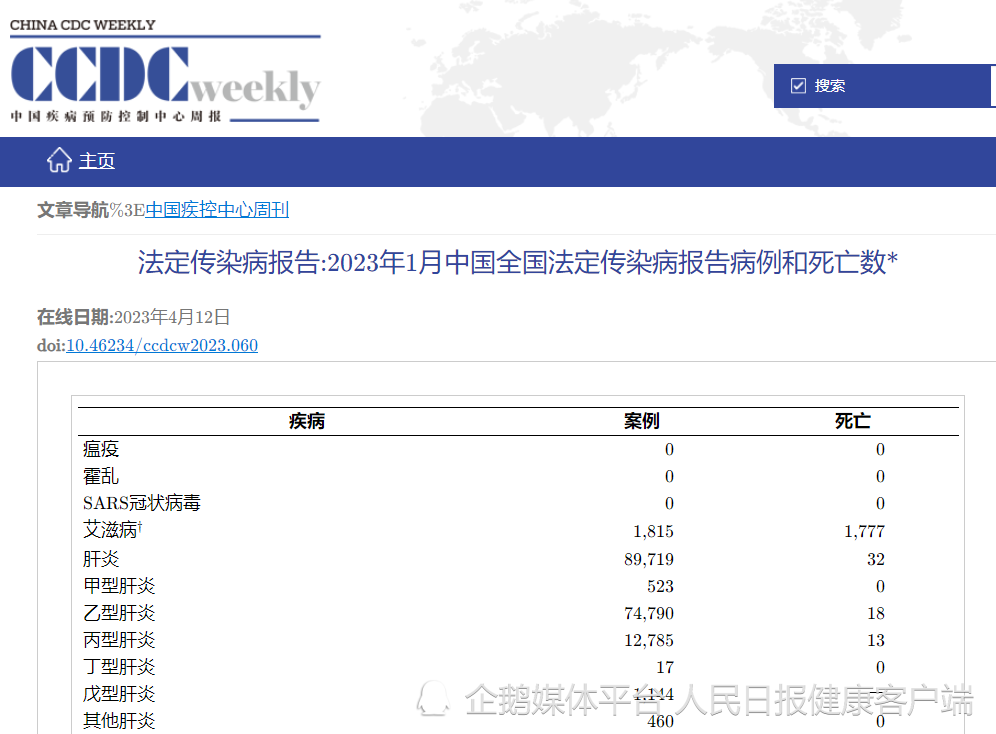 CHINA CDC WEEKLY
CCDCweekly
中国疾病预防控制中心周报
搜索
主页
文章导航%3E中国疾控中心周刊
法定传染病报告:2023年1月中国全国法定传染病报告病例和死亡数*
在线日期:2023年4月12日
doi:10.46234/ccdcw2023.060
疾病 案例 死亡
瘟疫 0 0
霍乱 0 0
SARS冠状病毒 0 0
艾滋病† 1,815 1,777
肝炎 89,719 32
甲型肝炎 523 0
乙型肝炎 74,790 18
丙型肝炎 12,785 13
丁型肝炎 17 0
戊型肝炎 1,144
企鹅媒体平台 人民日报健康客户端
其他肝炎 460 0